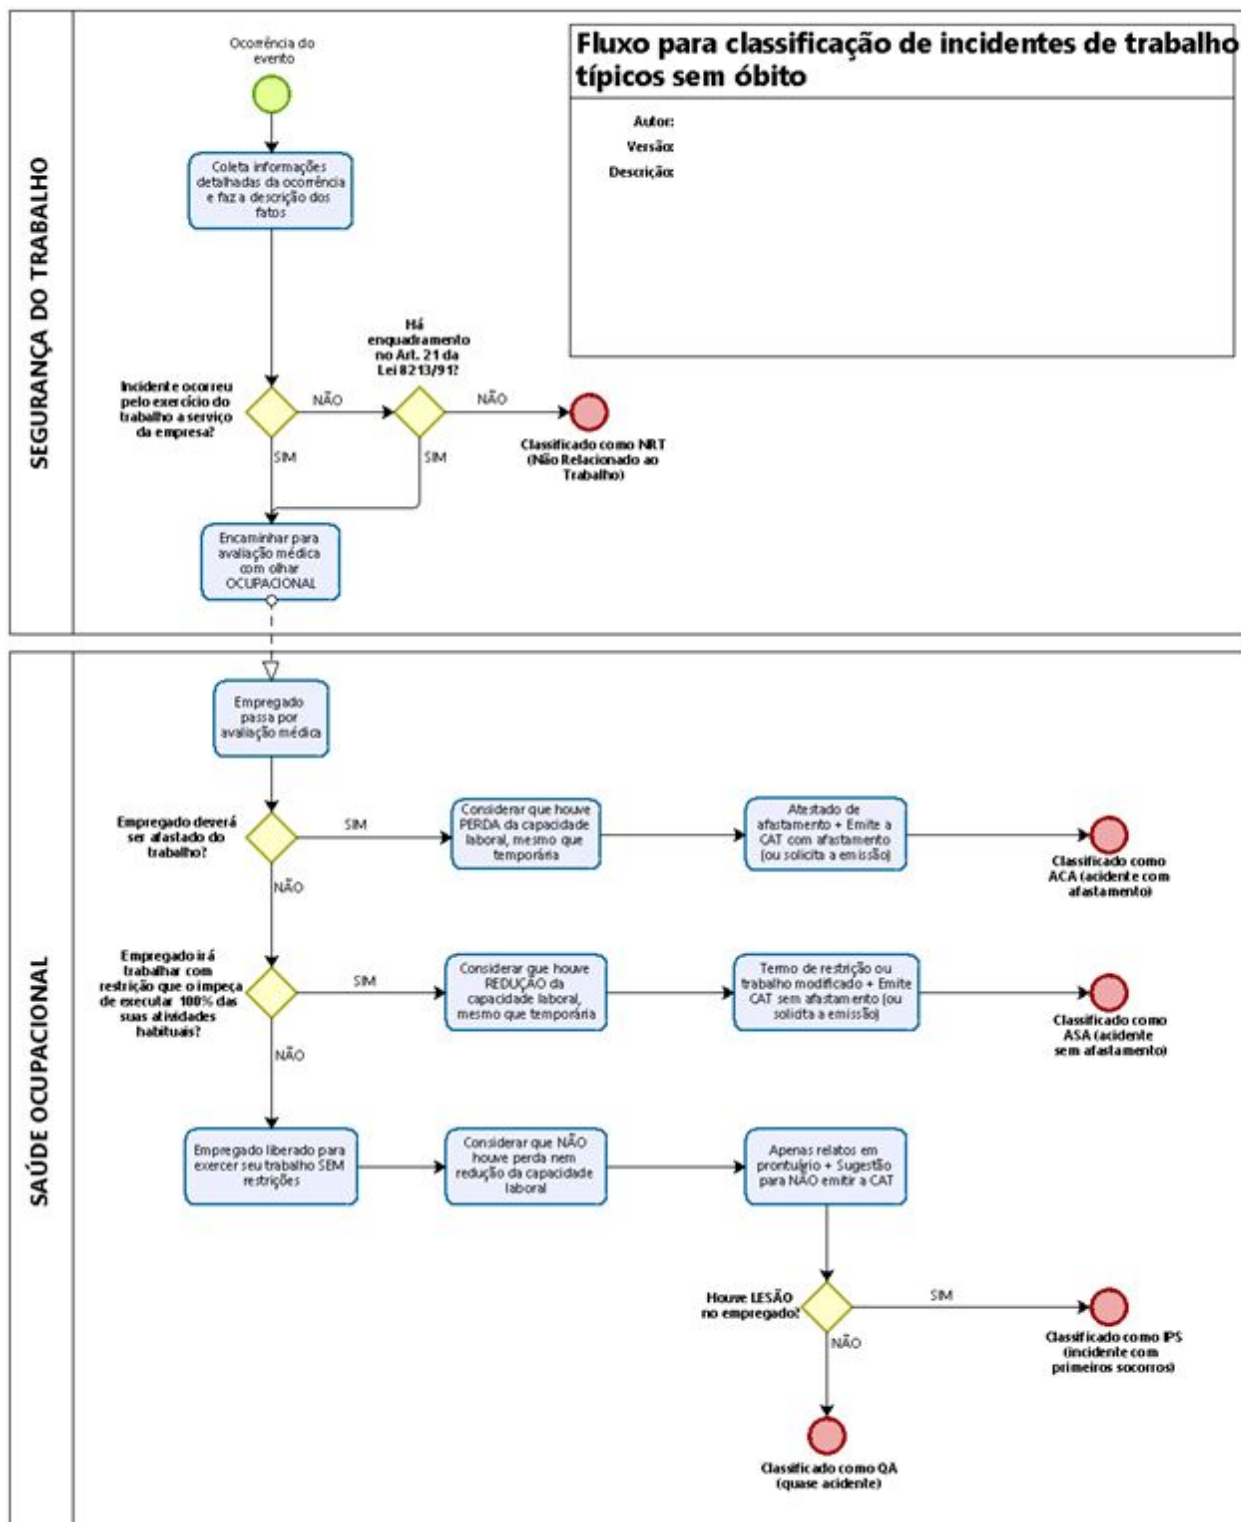 Fluxo para classificação de incidentes de trabalho
típicos sem óbito
Autor:
Versão:
Descrição:
SEGURANÇA DO TRABALHO
Ocorrência do
evento
Coleta informações
detalhadas da ocorrência
e faz a descrição dos
fatos
Incidente ocorreu
pelo exercício do
trabalho a serviço
da empresa?
NÃO
SIM
Há
enquadramento
no Art. 21 da
Lei 8213/91?
NÃO
SIM
Classificado como NRT
(Não Relacionado ao
Trabalho)
Encaminhar para
avaliação médica
com olhar
OCUPACIONAL
SAÚDE OCUPACIONAL
Empregado
passa por
avaliação médica
Empregado deverá
ser afastado do
trabalho?
SIM
NÃO
Considerar que houve
PERDA da capacidade
laboral, mesmo que
temporária
Atestado de
afastamento + Emite a
CAT com afastamento
(ou solicita a emissão)
Classificado como
ACA (acidente com
afastamento)
Empregado irá
trabalhar com
restrição que o impeça
de executar 100% das
suas atividades
habituais?
SIM
NÃO
Considerar que houve
REDUÇÃO da
capacidade laboral,
mesmo que temporária
Termo de restrição ou
trabalho modificado + Emite
CAT sem afastamento (ou
solicita a emissão)
Classificado como
ASA (acidente
sem afastamento)
Empregado liberado para
exercer seu trabalho SEM
restrições
Considerar que NÃO
houve perda nem
redução da capacidade
laboral
Apenas relatos em
prontuário + Sugestão
para NÃO emitir a CAT
Houve LESÃO
no empregado?
SIM
NÃO
Classificado como IPS
(incidente com
primeiros socorros)
Classificado como QA
(quase acidente)